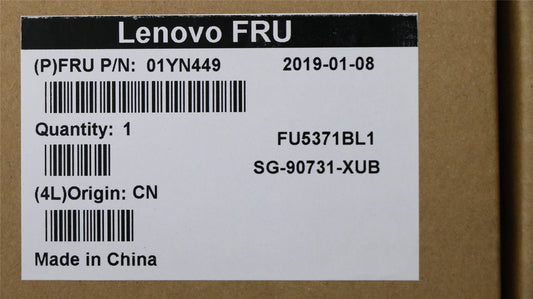 Lenovo FRU
(P)FRU P/N: 01YN449 2019-01-08
Quantity: 1
FU5371BL1
SG-90731-XUB
(4L)Origin: CN
Made in China